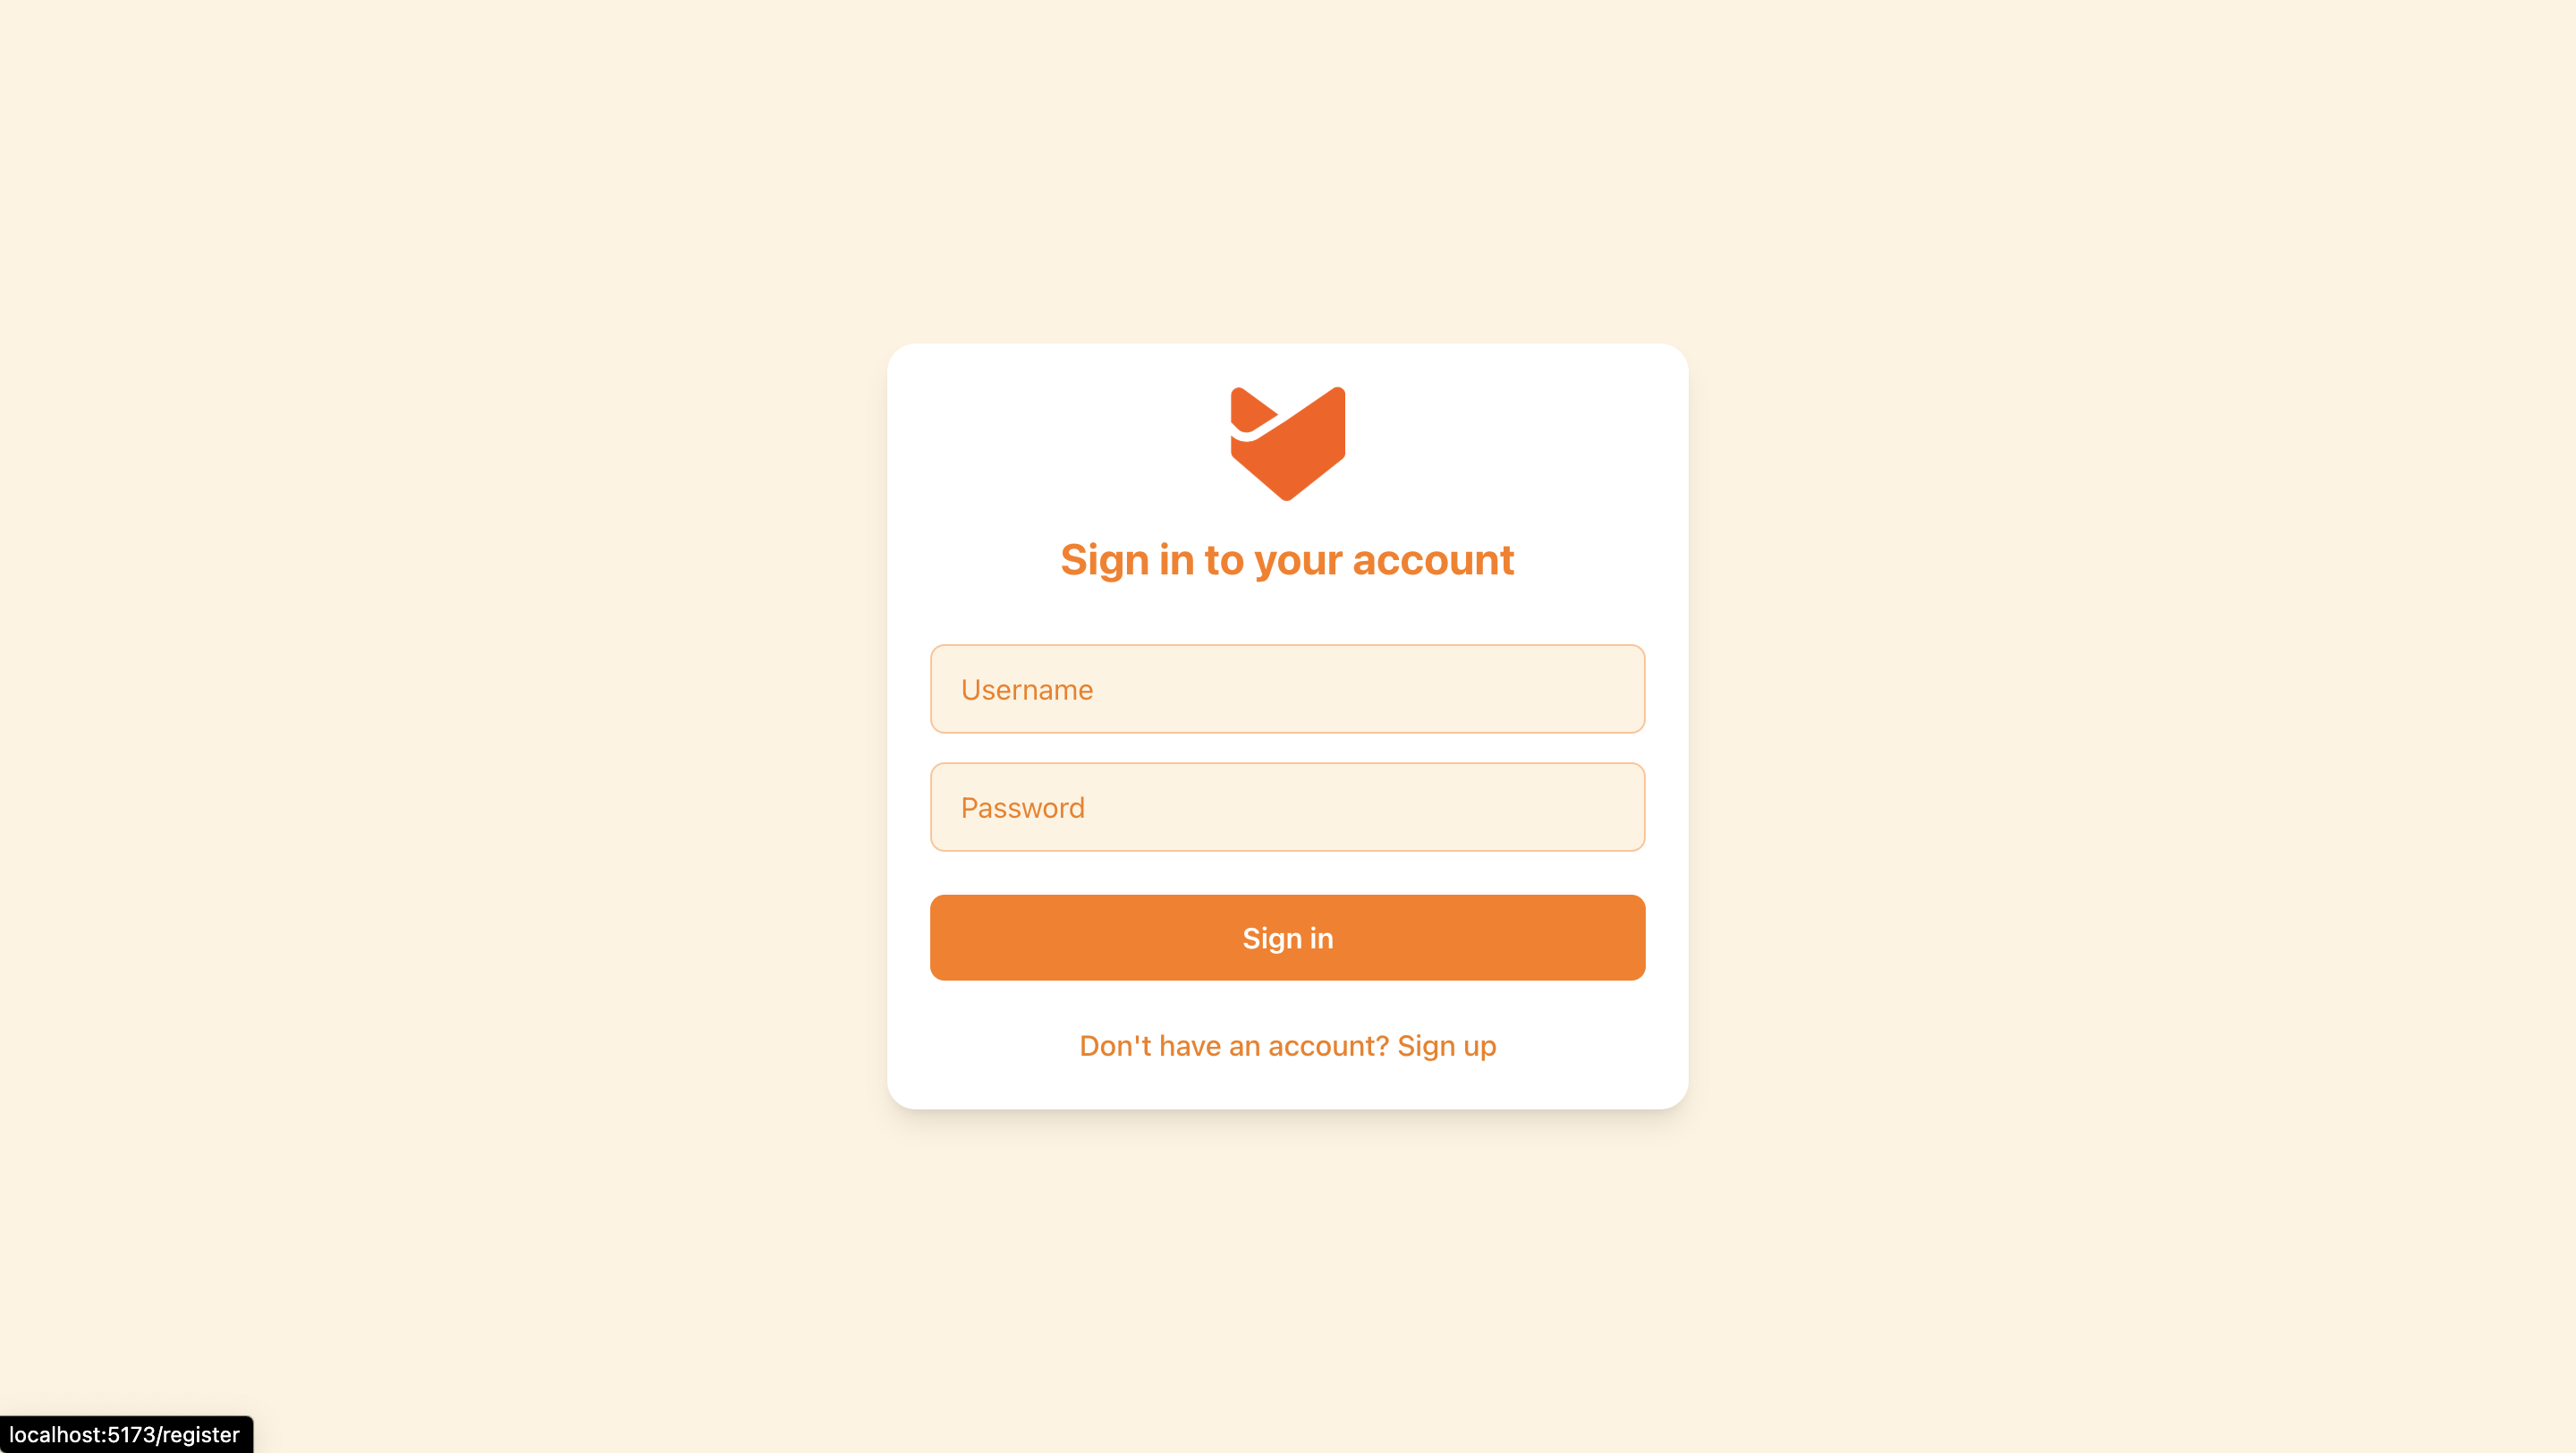 Sign in to your account
Username
Password
Sign in
Don't have an account? Sign up
localhost:5173/register